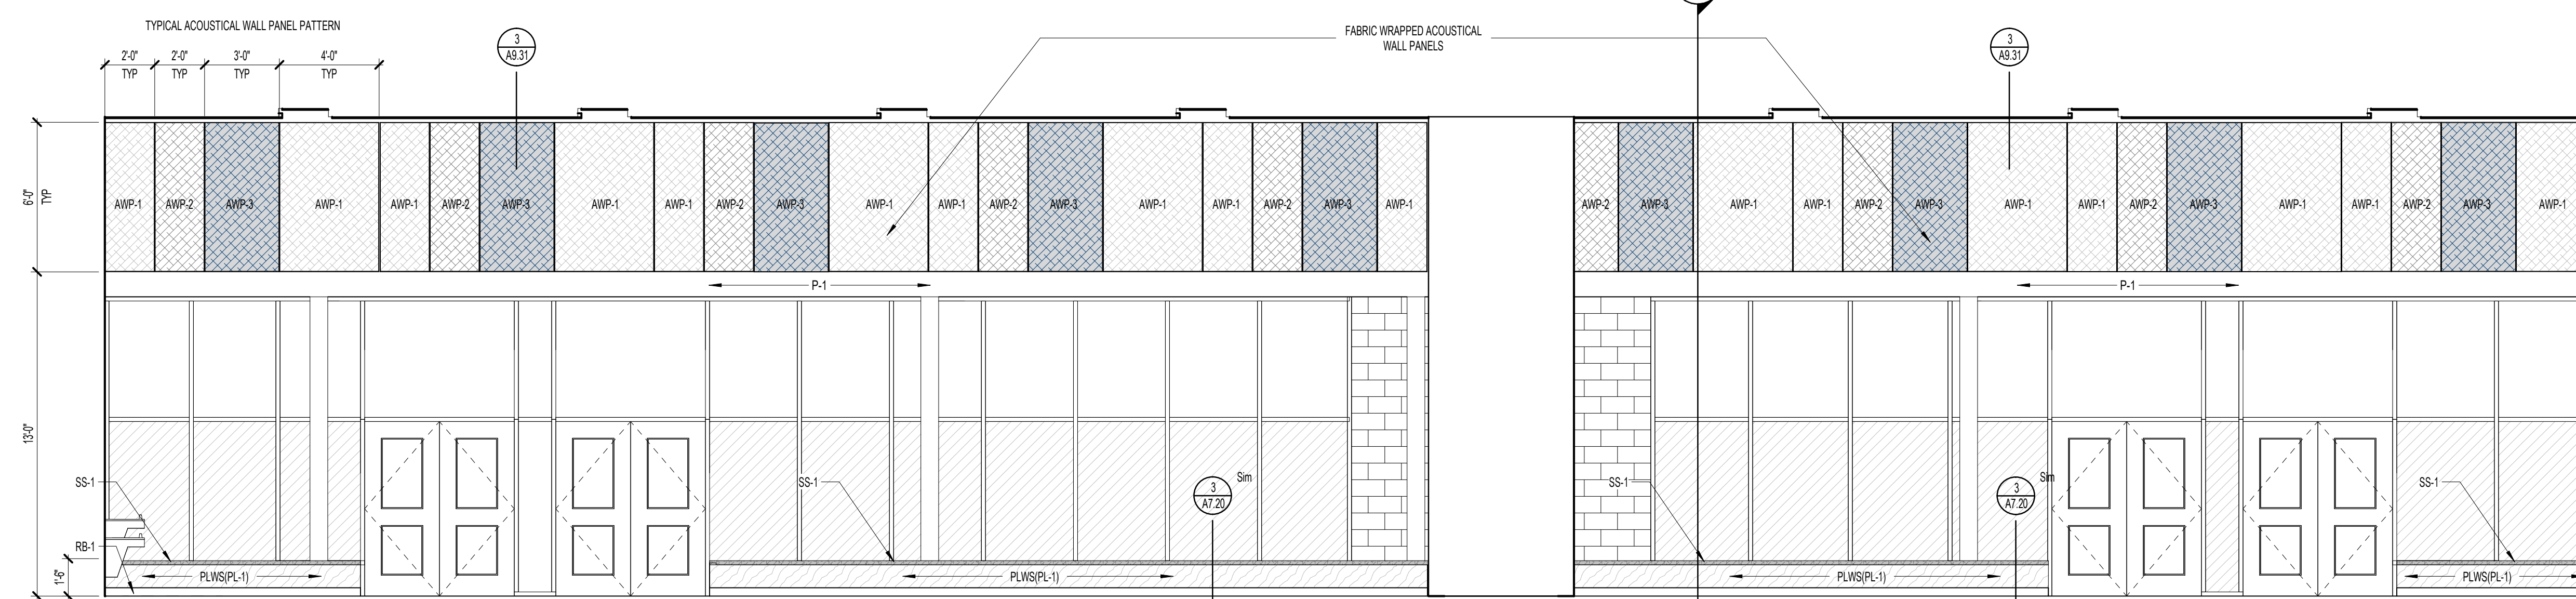 TYPICAL ACOUSTICAL WALL PANEL PATTERN
2'-0" 2'-0" 3'-0" 4'-0"
TYP TYP TYP TYP
3
A9.31
FABRIC WRAPPED ACOUSTICAL
WALL PANELS
3
A9.31
6'-0"
TYP
AWP-1 AWP-2 AWP-3 AWP-1 AWP-1 AWP-2 AWP-3 AWP-1 AWP-1 AWP-2 AWP-3 AWP-1 AWP-1 AWP-2 AWP-3 AWP-1 AWP-1 AWP-2 AWP-3 AWP-1 AWP-2 AWP-3 AWP-1 AWP-1 AWP-2 AWP-3 AWP-1 AWP-1 AWP-2 AWP-3 AWP-1 AWP-1 AWP-2 AWP-3 AWP-1
P-1 P-1
13'-0"
SS-1 SS-1 SS-1 SS-1
3
A7.20
Sim
3
A7.20
Sim
RB-1
1'-6"
PLWS(PL-1) PLWS(PL-1) PLWS(PL-1) PLWS(PL-1)